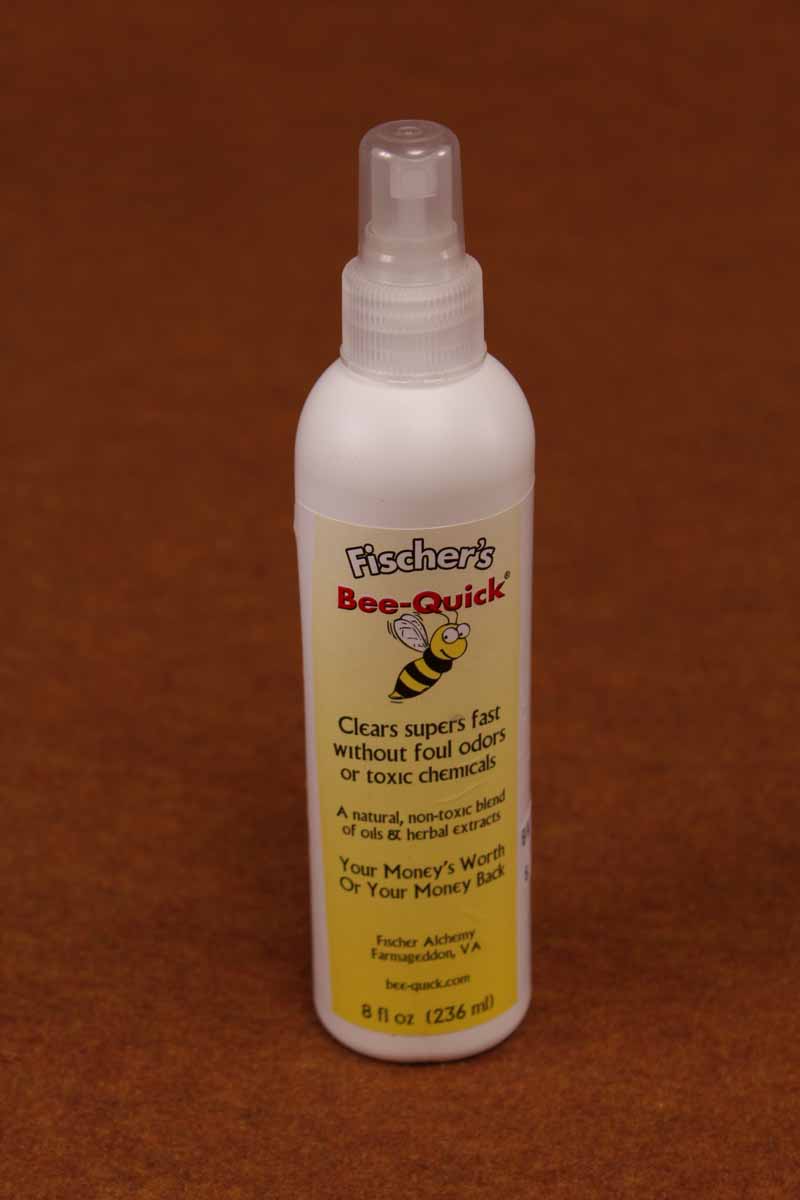 Fischer's
Bee-Quick®
Clears supers fast
without foul odors
or toxic chemicals
A natural, non-toxic blend
of oils & herbal extracts
Your Money's Worth
Or Your Money Back
Fischer Alchemy
Farmageddon, VA
bee-quick.com
8 fl oz (236 ml)